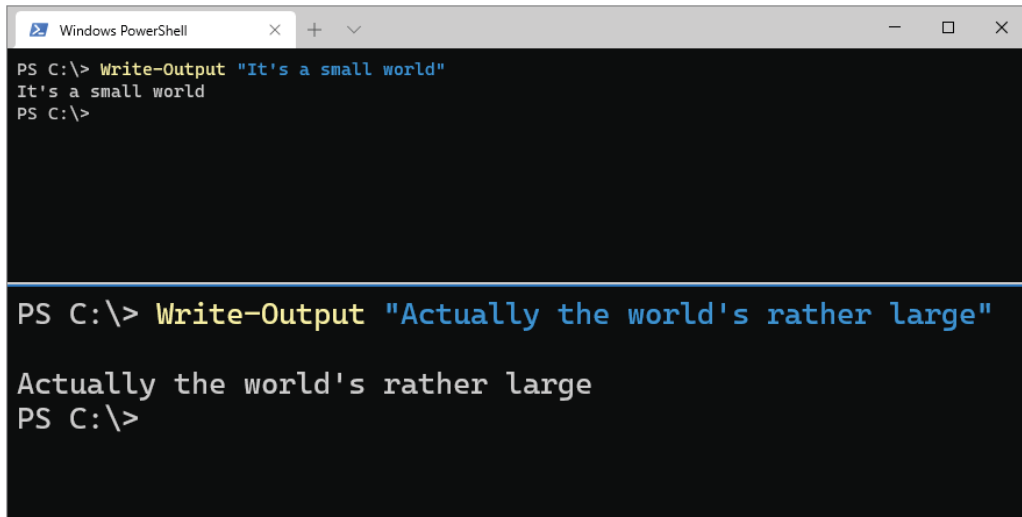 Windows PowerShell
PS C:\> Write-Output "It's a small world"
It's a small world
PS C:\>
PS C:\> Write-Output "Actually the world's rather large"
Actually the world's rather large
PS C:\>